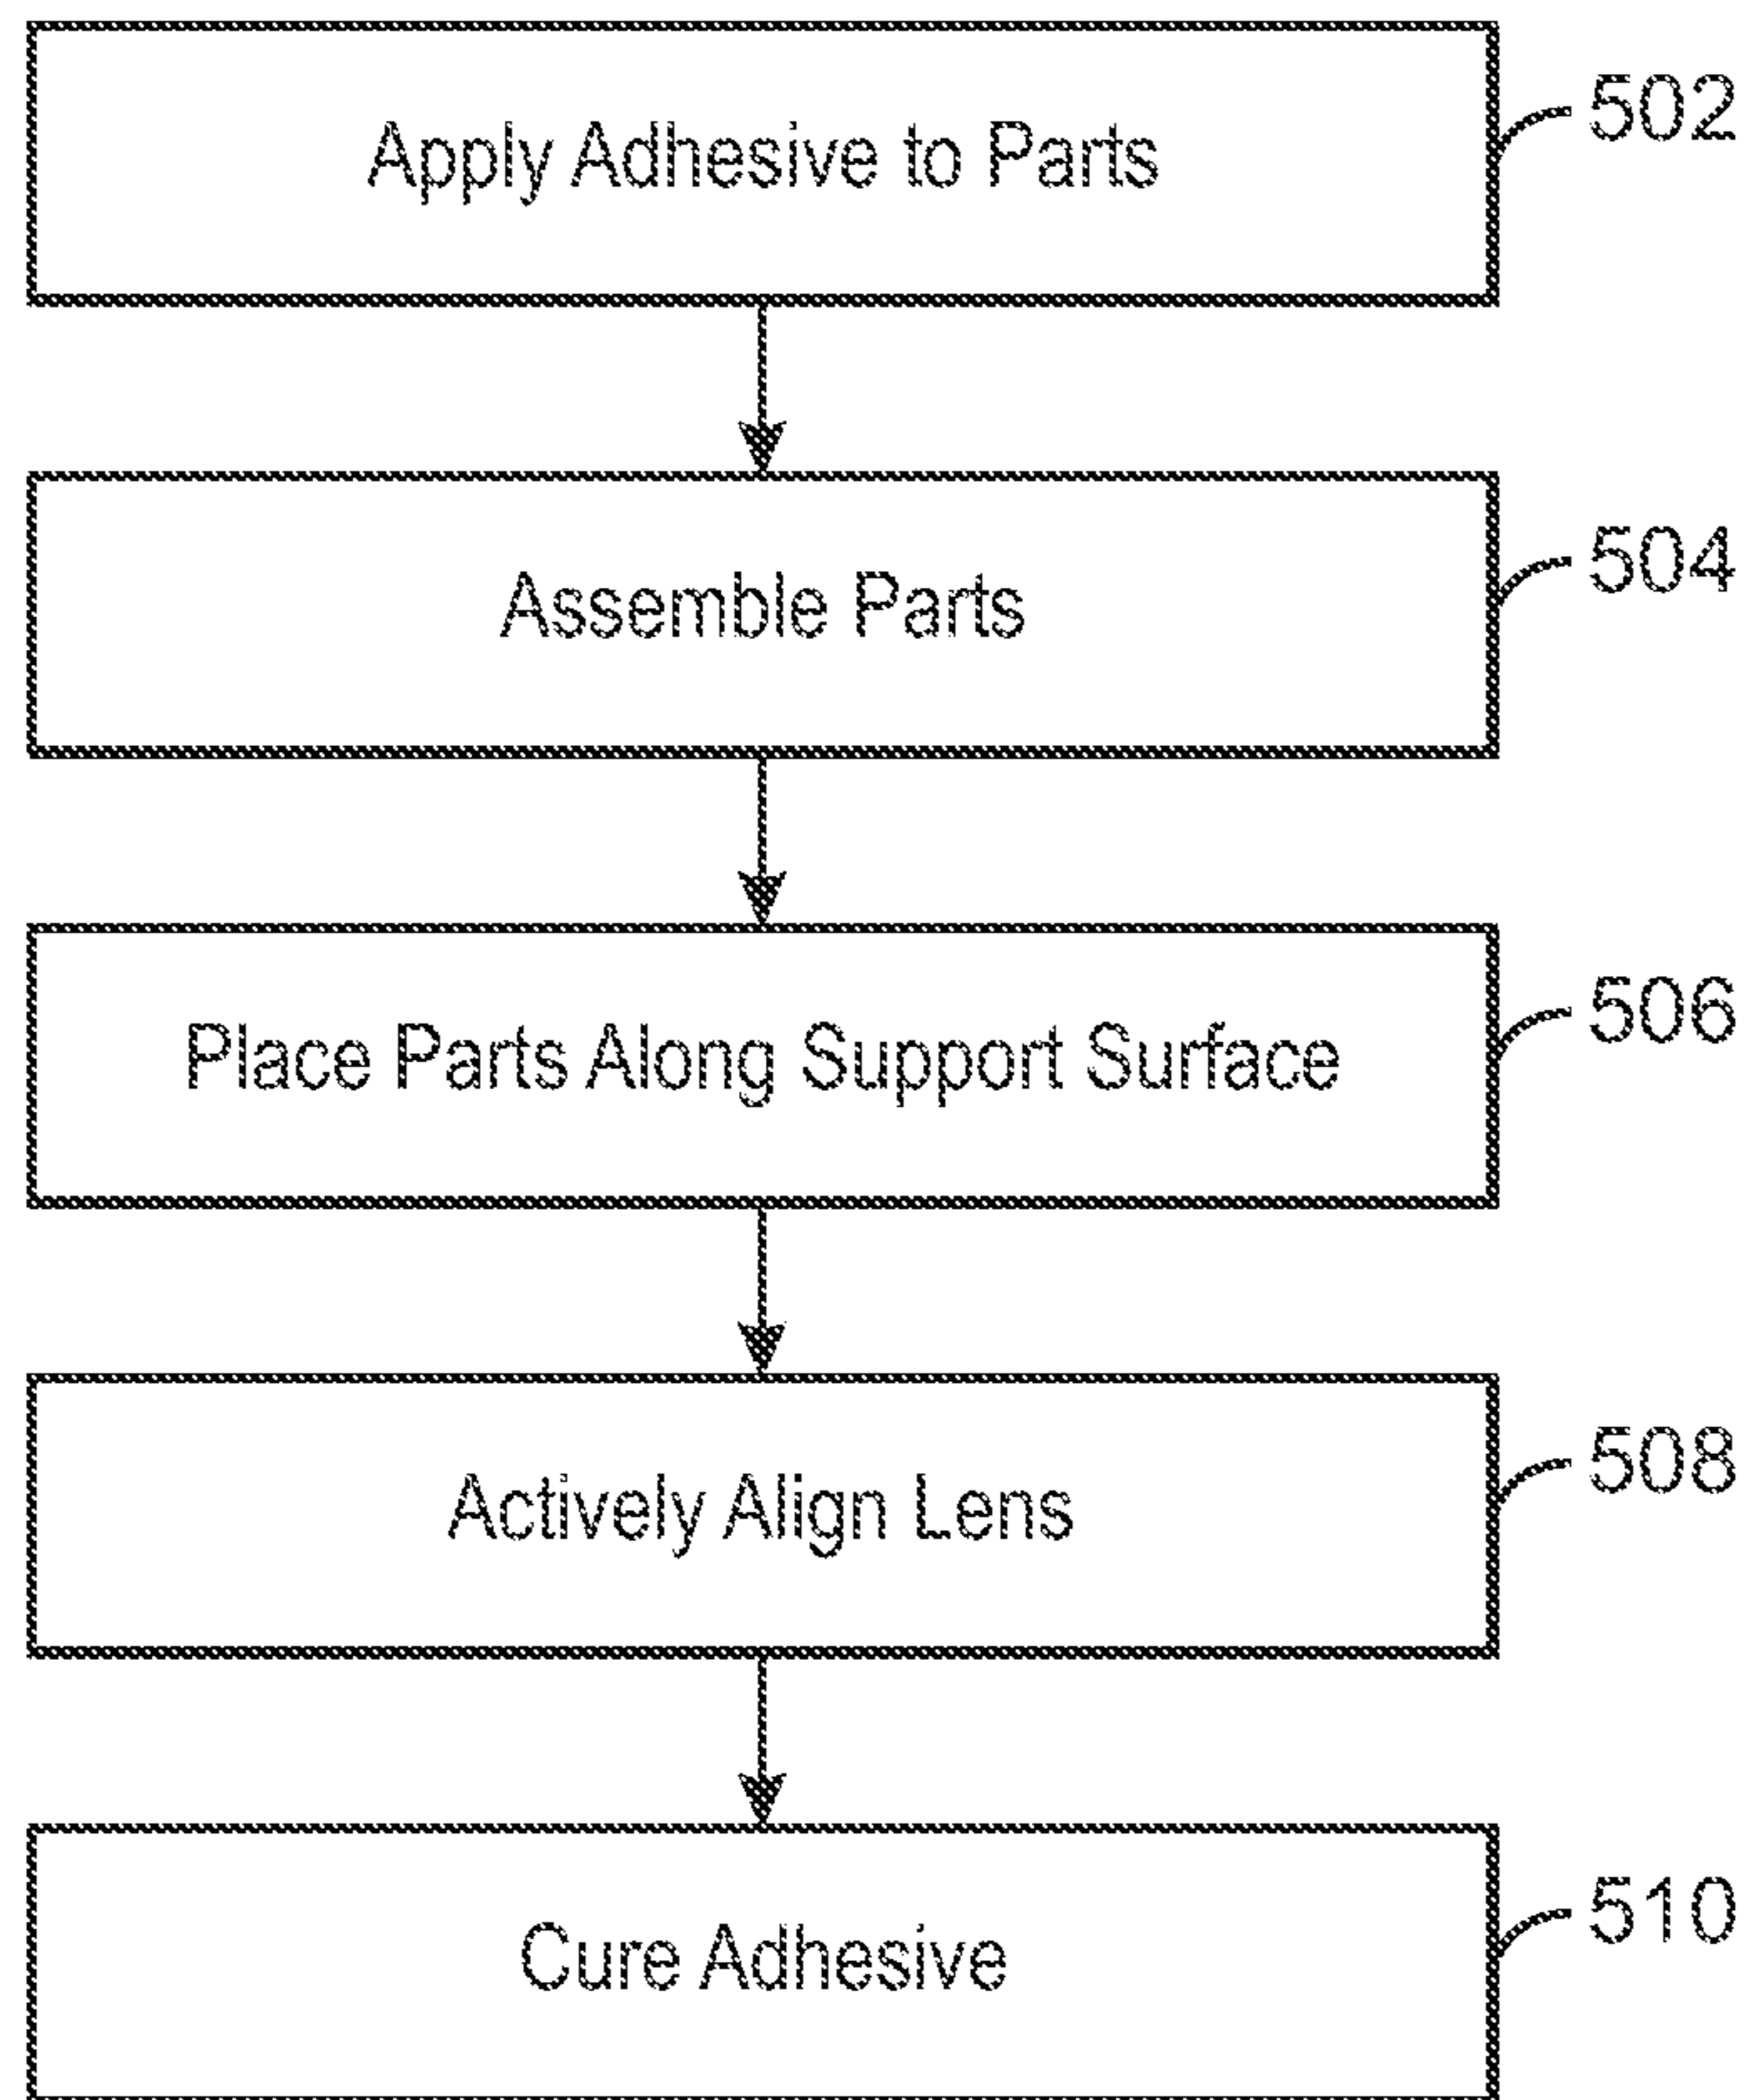 Apply Adhesive to Parts
502
Assemble Parts
504
Place Parts Along Support Surface
506
Actively Align Lens
508
Cure Adhesive
510